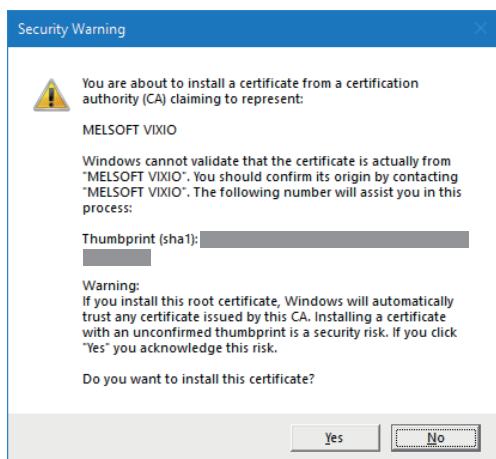 Security Warning
You are about to install a certificate from a certification
authority (CA) claiming to represent:
MELSOFT VIXIO
Windows cannot validate that the certificate is actually from
"MELSOFT VIXIO". You should confirm its origin by contacting
"MELSOFT VIXIO". The following number will assist you in this
process:
Thumbprint (sha1):
Warning:
If you install this root certificate, Windows will automatically
trust any certificate issued by this CA. Installing a certificate
with an unconfirmed thumbprint is a security risk. If you click
"Yes" you acknowledge this risk.
Do you want to install this certificate?
Yes No